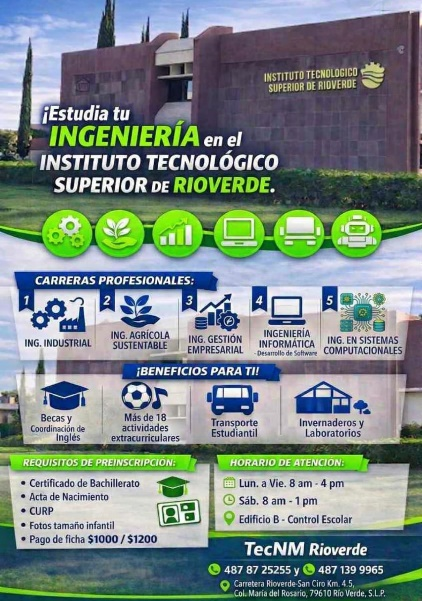 INSTITUTO TECNOLOGICO
SUPERIOR DE RIOVERDE
¡Estudia tu
INGENIERÍA en el
INSTITUTO TECNOLÓGICO
SUPERIOR DE RIOVERDE.
CARRERAS PROFESIONALES:
1 2 3 4 5
ING. INDUSTRIAL
ING. AGRÍCOLA
SUSTENTABLE
ING. GESTIÓN
EMPRESARIAL
INGENIERÍA
INFORMÁTICA
- Desarrollo de Software
ING. EN SISTEMAS
COMPUTACIONALES
¡BENEFICIOS PARA TI!
Becas y
Coordinación de
Inglés
Más de 18
actividades
extracurriculares
Transporte
Estudiantil
Invernaderos y
Laboratorios
REQUISITOS DE PREINSCRIPCIÓN:
• Certificado de Bachillerato
• Acta de Nacimiento
• CURP
• Fotos tamaño infantil
• Pago de ficha $1000 / $1200
HORARIO DE ATENCIÓN:
Lun. a Vie. 8 am - 4 pm
Sáb. 8 am - 1 pm
Edificio B - Control Escolar
TecNM Rioverde
487 87 25255 y 487 139 9965
Carretera Rioverde-San Ciro Km. 4.5,
Col. María del Rosario, 79610 Río Verde, S.L.P.